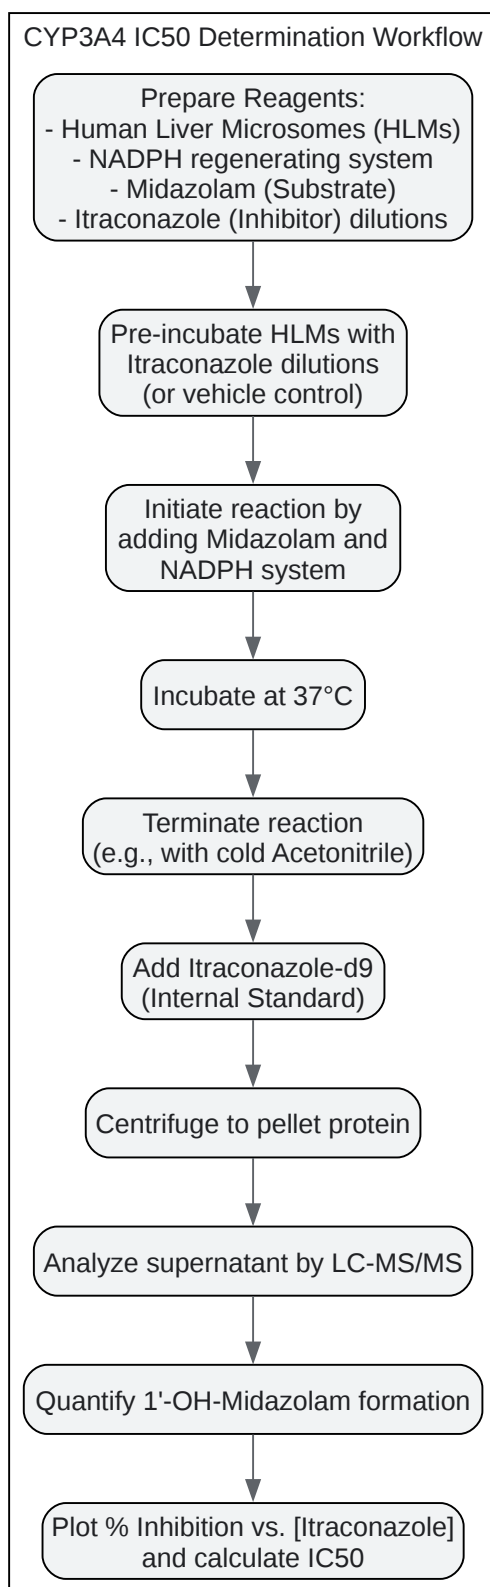 CYP3A4 IC50 Determination Workflow
Prepare Reagents:
- Human Liver Microsomes (HLMs)
- NADPH regenerating system
- Midazolam (Substrate)
- Itraconazole (Inhibitor) dilutions
Pre-incubate HLMs with
Itraconazole dilutions
(or vehicle control)
Initiate reaction by
adding Midazolam and
NADPH system
Incubate at 37°C
Terminate reaction
(e.g., with cold Acetonitrile)
Add Itraconazole-d9
(Internal Standard)
Centrifuge to pellet protein
Analyze supernatant by LC-MS/MS
Quantify 1'-OH-Midazolam formation
Plot % Inhibition vs. [Itraconazole]
and calculate IC50